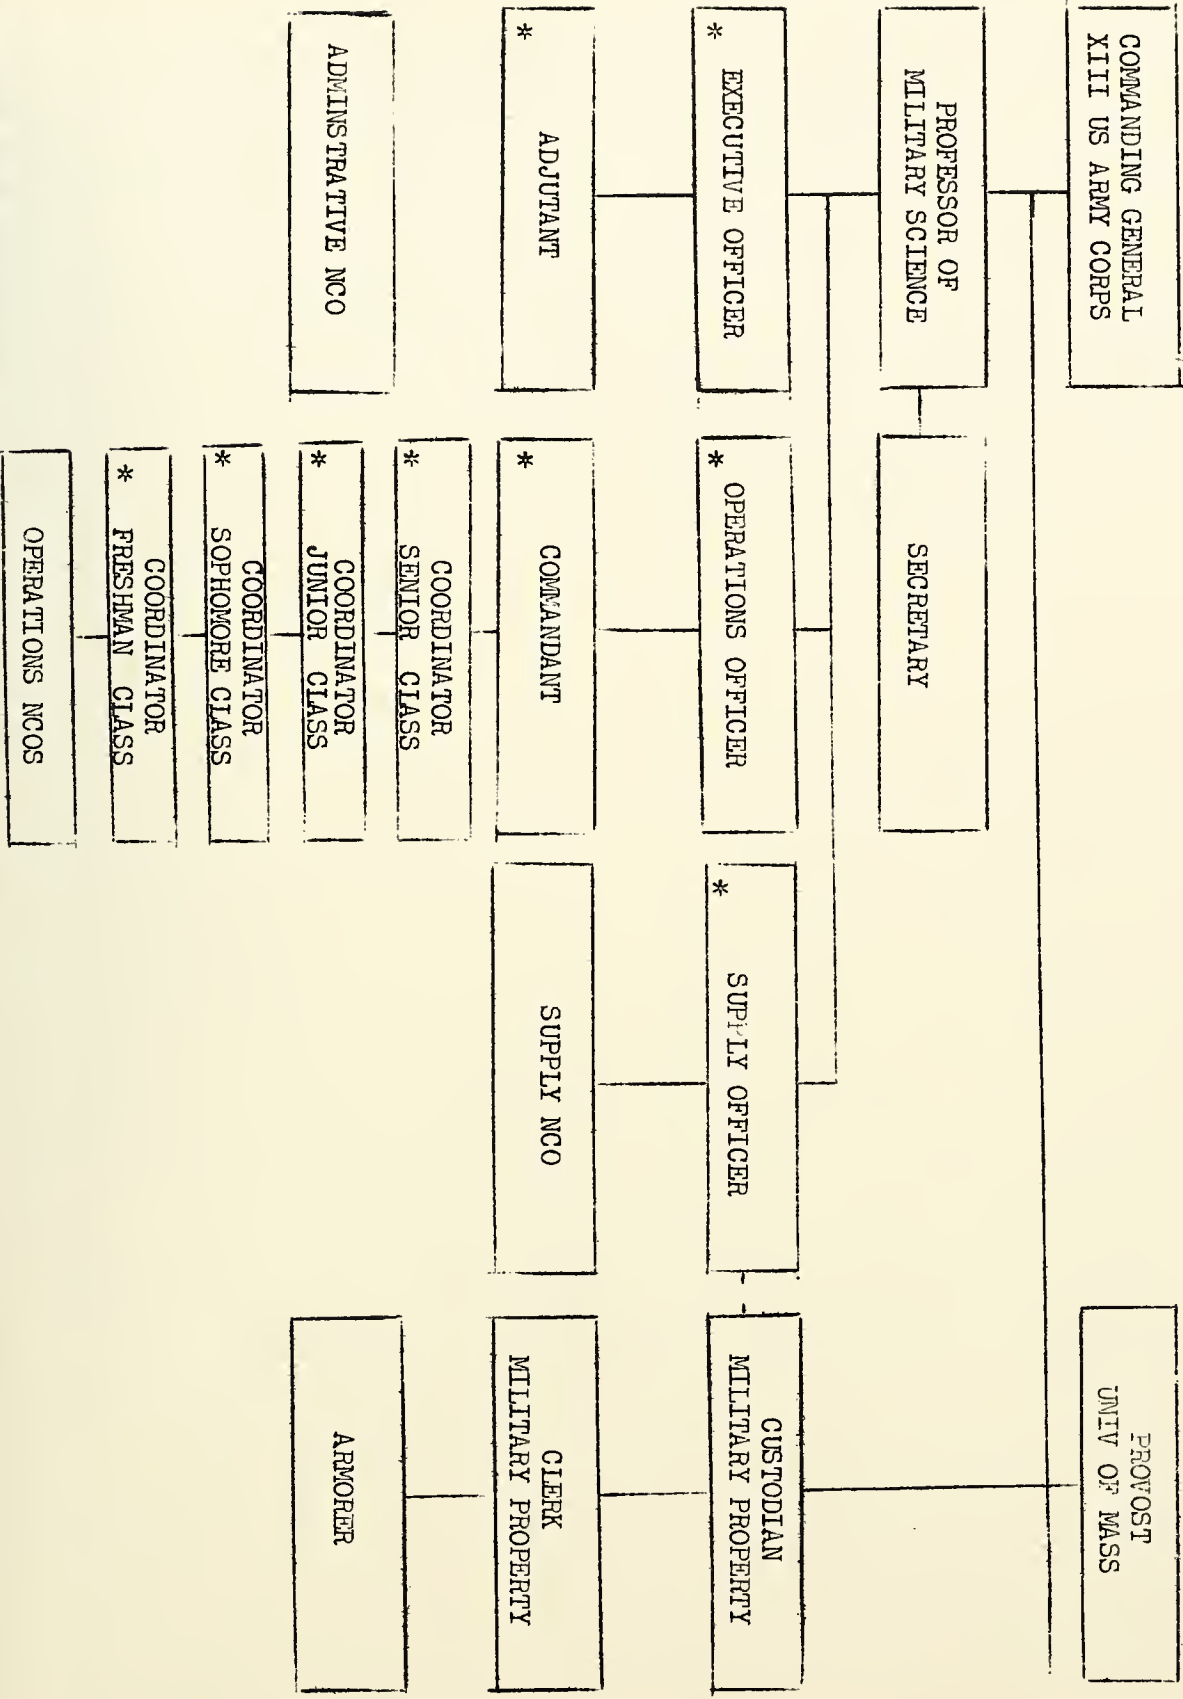 COMMANDING GENERAL
XIII US ARMY CORPS
PROVOST
UNIV OF MASS
PROFESSOR OF
MILITARY SCIENCE
SECRETARY
* EXECUTIVE OFFICER
* OPERATIONS OFFICER
* SUPPLY OFFICER
CUSTODIAN
MILITARY PROPERTY
* ADJUTANT
* COMMANDANT
SUPPLY NCO
CLERK
MILITARY PROPERTY
ADMINSTRATIVE NCO
COORDINATOR
* SENIOR CLASS
COORDINATOR
* JUNIOR CLASS
COORDINATOR
* SOPHOMORE CLASS
COORDINATOR
* FRESHMAN CLASS
OPERATIONS NCOS
ARMORER